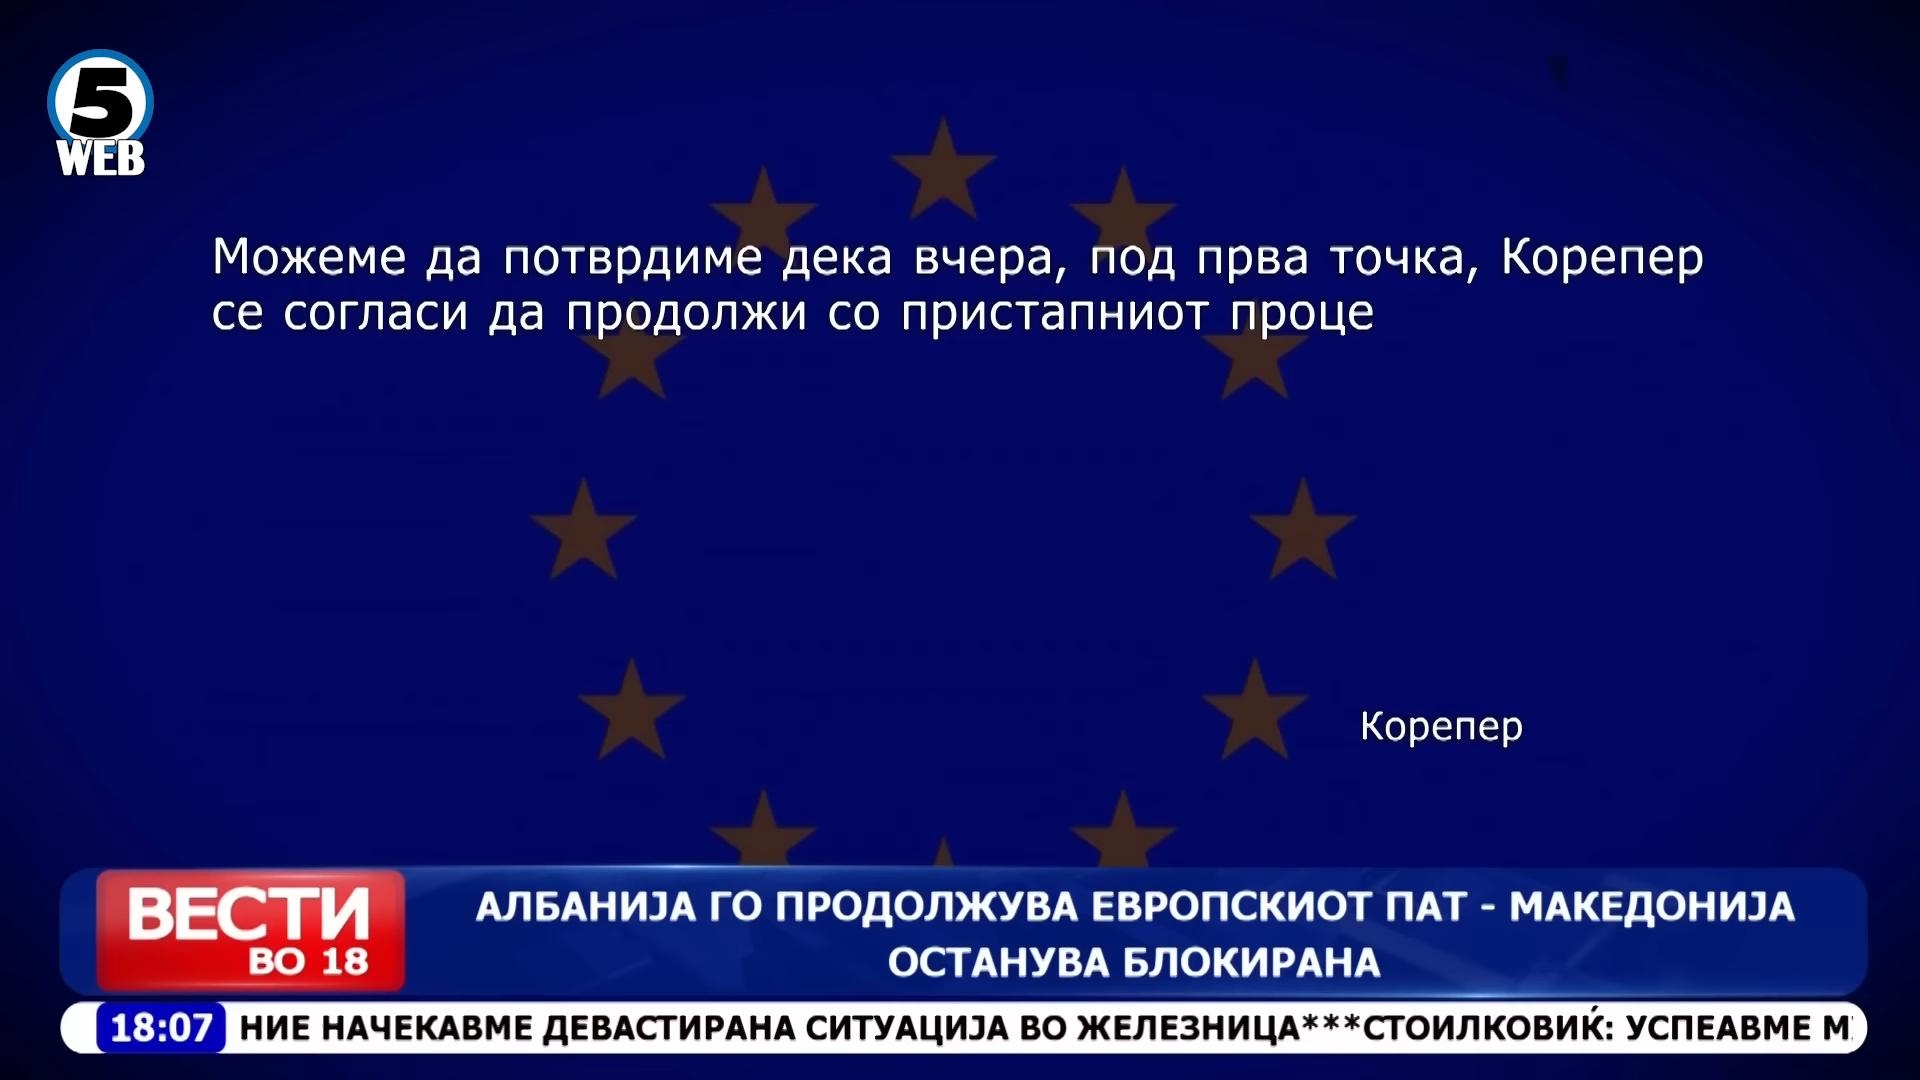 5
WEB
Можеме да потврдиме дека вчера, под прва точка, Корепер
се согласи да продолжи со пристапниот проце
Корепер
ВЕСТИ
ВО 18
АЛБАНИЈА ГО ПРОДОЛЖУВА ЕВРОПСКИОТ ПАТ - МАКЕДОНИЈА
ОСТАНУВА БЛОКИРАНА
18:07 НИЕ НАЧЕКАВМЕ ДЕВАСТИРАНА СИТУАЦИЈА ВО ЖЕЛЕЗНИЦА***СТОИЛКОВИЌ: УСПЕАВМЕ